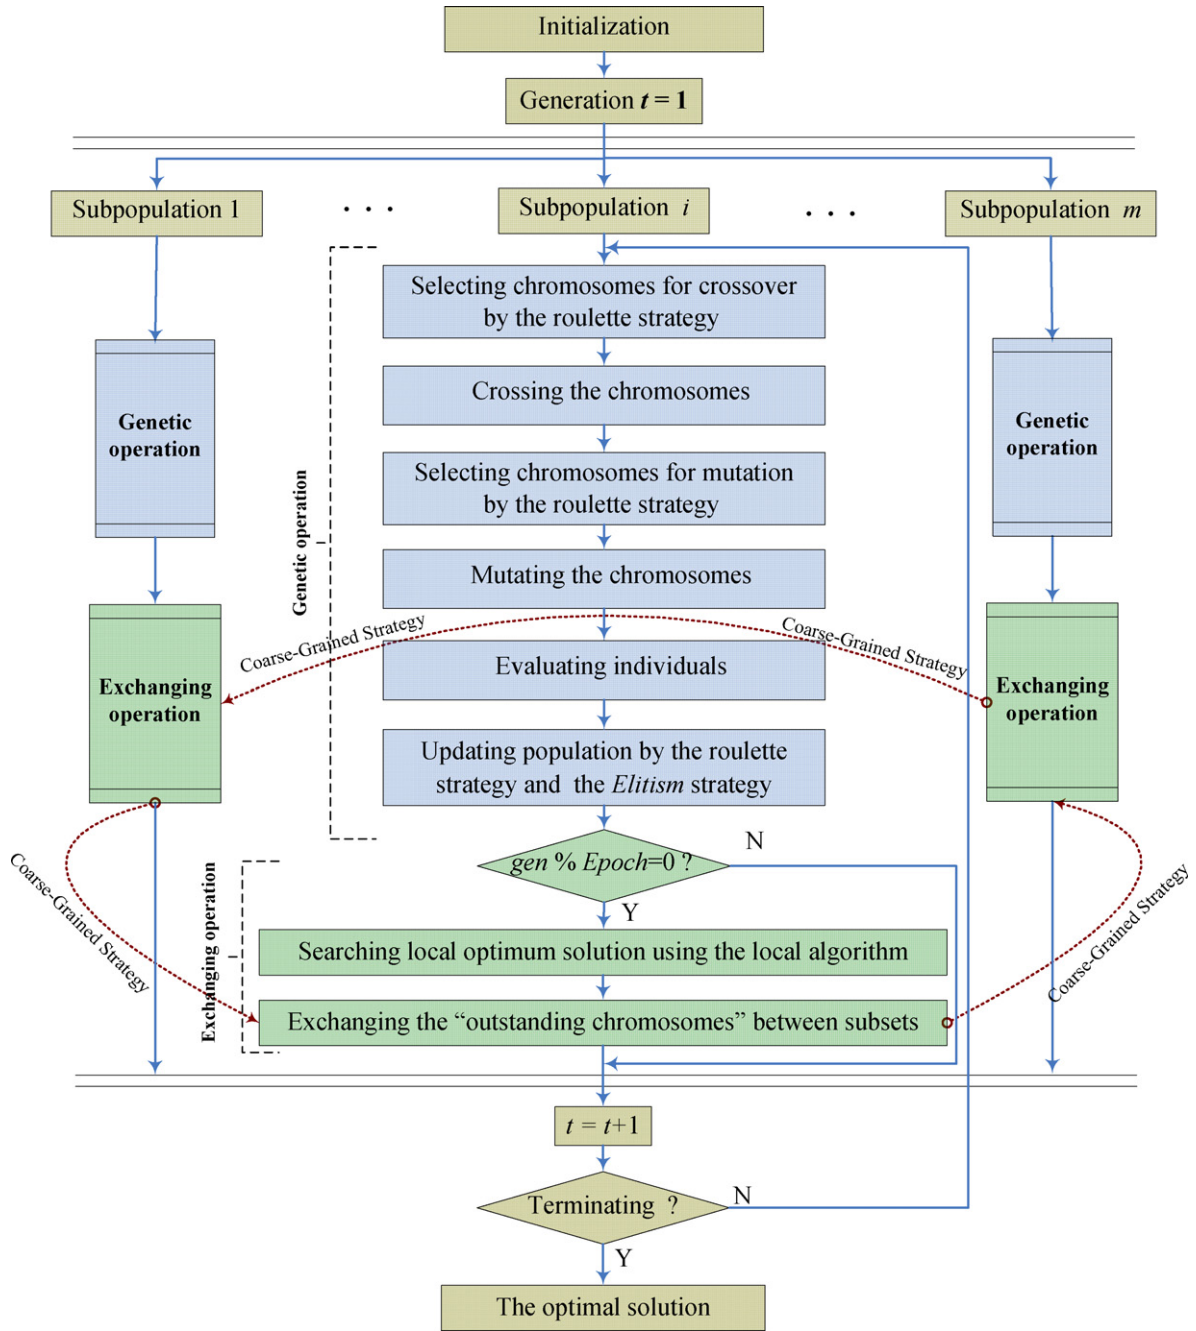 Initialization
Generation t = 1
Subpopulation 1
. . .
Subpopulation i
. . .
Subpopulation m
Selecting chromosomes for crossover
by the roulette strategy
Crossing the chromosomes
Genetic
operation
Genetic
operation
Selecting chromosomes for mutation
by the roulette strategy
Genetic operation
Mutating the chromosomes
Coarse-Grained Strategy
Coarse-Grained Strategy
Evaluating individuals
Exchanging
operation
Exchanging
operation
Updating population by the roulette
strategy and the Elitism strategy
gen % Epoch=0 ?
N
Y
Coarse-Grained Strategy
Exchanging operation
Coarse-Grained Strategy
Searching local optimum solution using the local algorithm
Exchanging the “outstanding chromosomes” between subsets
t = t+1
Terminating ?
N
Y
The optimal solution